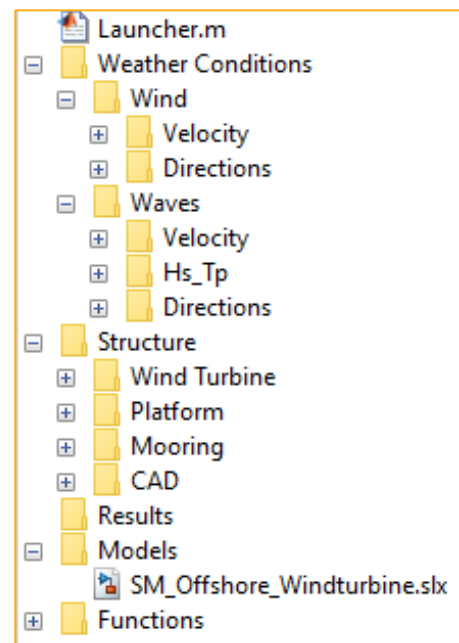 Launcher.m
Weather Conditions
Wind
Velocity
Directions
Waves
Velocity
Hs_Tp
Directions
Structure
Wind Turbine
Platform
Mooring
CAD
Results
Models
SM_Offshore_Windturbine.slx
Functions